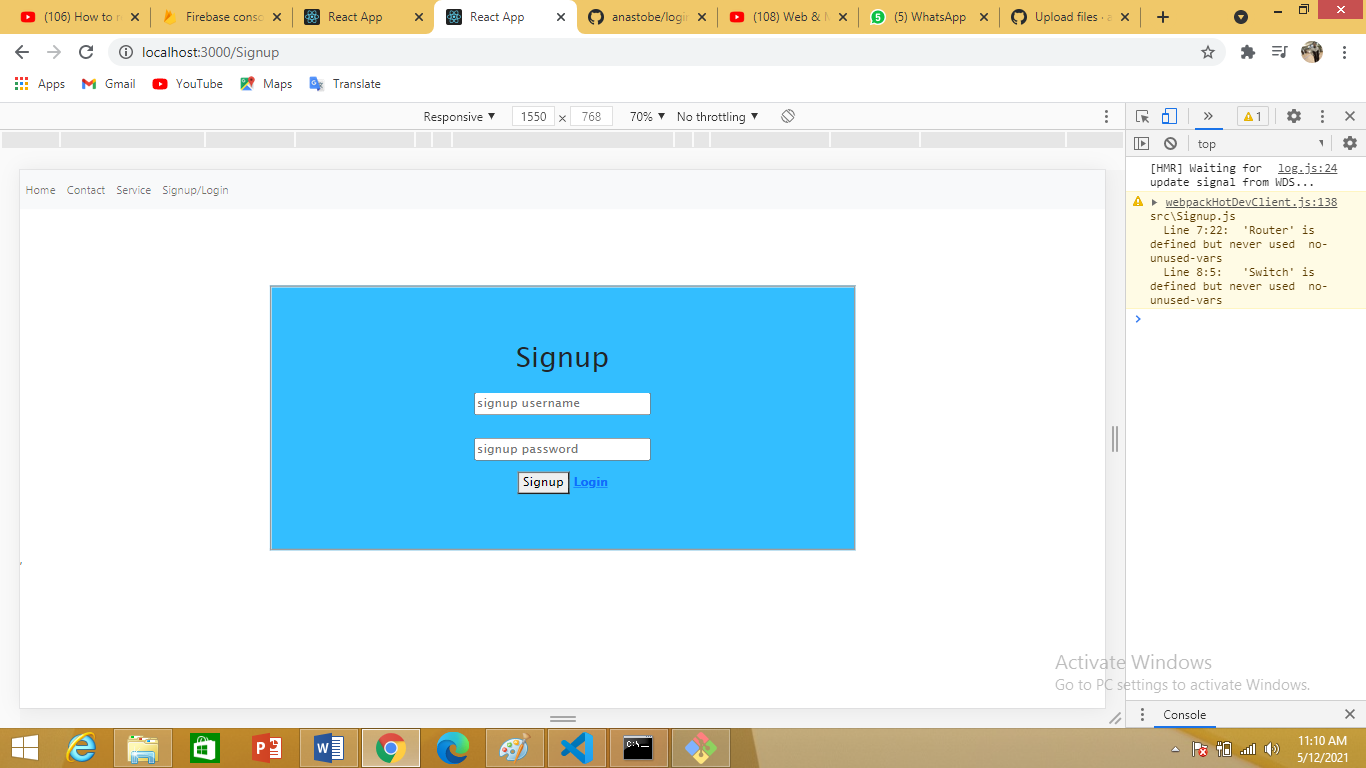 (106) How to
Firebase conso
React App
React App
anastobe/login
(108) Web & M
(5) WhatsApp
Upload files · a
localhost:3000/Signup
Apps
Gmail
YouTube
Maps
Translate
Responsive ▼
1550 x 768
70% ▼
No throttling ▼
1
top
Home Contact Service Signup/Login
Signup
signup username
signup password
Signup Login
[HMR] Waiting for log.js:24
update signal from WDS...
webpackHotDevClient.js:138
src\Signup.js
Line 7:22: 'Router' is
defined but never used no-
unused-vars
Line 8:5: 'Switch' is
defined but never used no-
unused-vars
Activate Windows
Go to PC settings to activate Windows.
Console
11:10 AM
5/12/2021